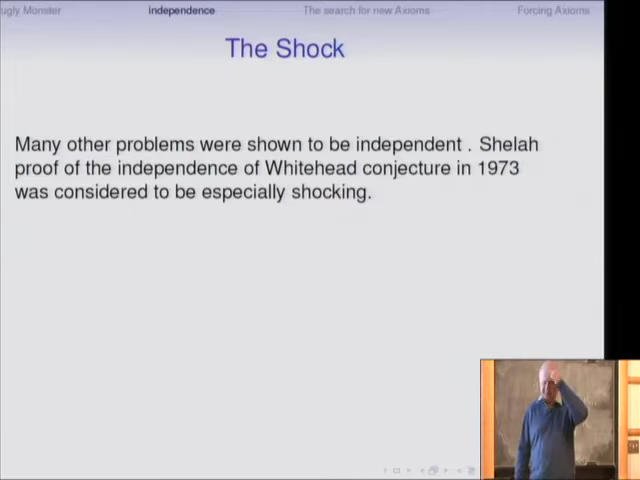 ugly Monster independence The search for new Axioms Forcing Axioms
The Shock
Many other problems were shown to be independent . Shelah
proof of the independence of Whitehead conjecture in 1973
was considered to be especially shocking.